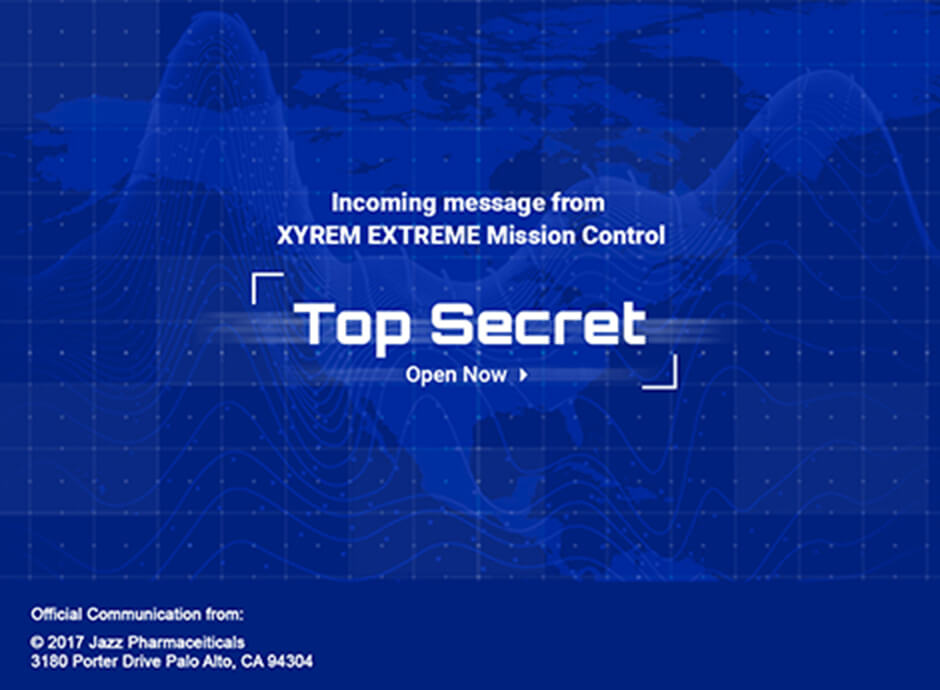 Incoming message from
XYREM EXTREME Mission Control
Top Secret
Open Now
Official Communication from:
© 2017 Jazz Pharmaceiticals
3180 Porter Drive Palo Alto, CA 94304